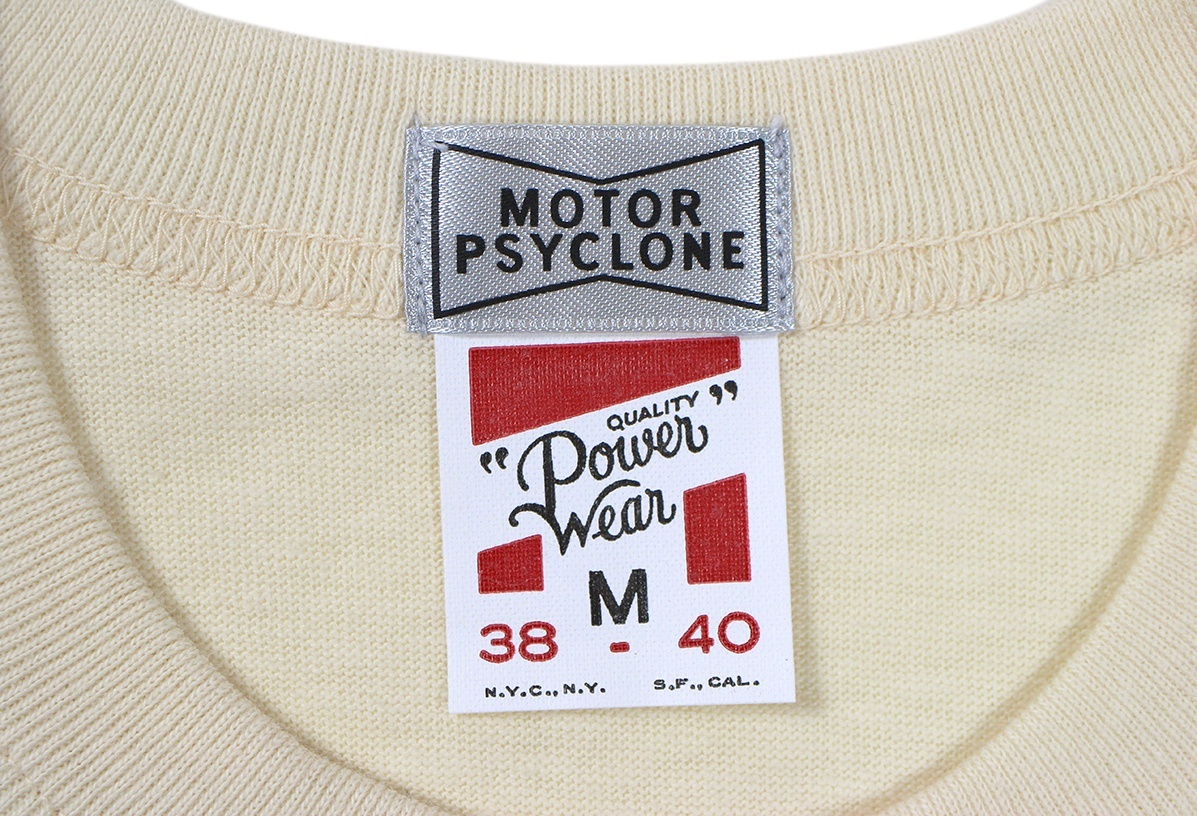 MOTOR
PSYCLONE
QUALITY
“Power”
Wear
M
38 - 40
N.Y.C., N.Y. S.F., CAL.